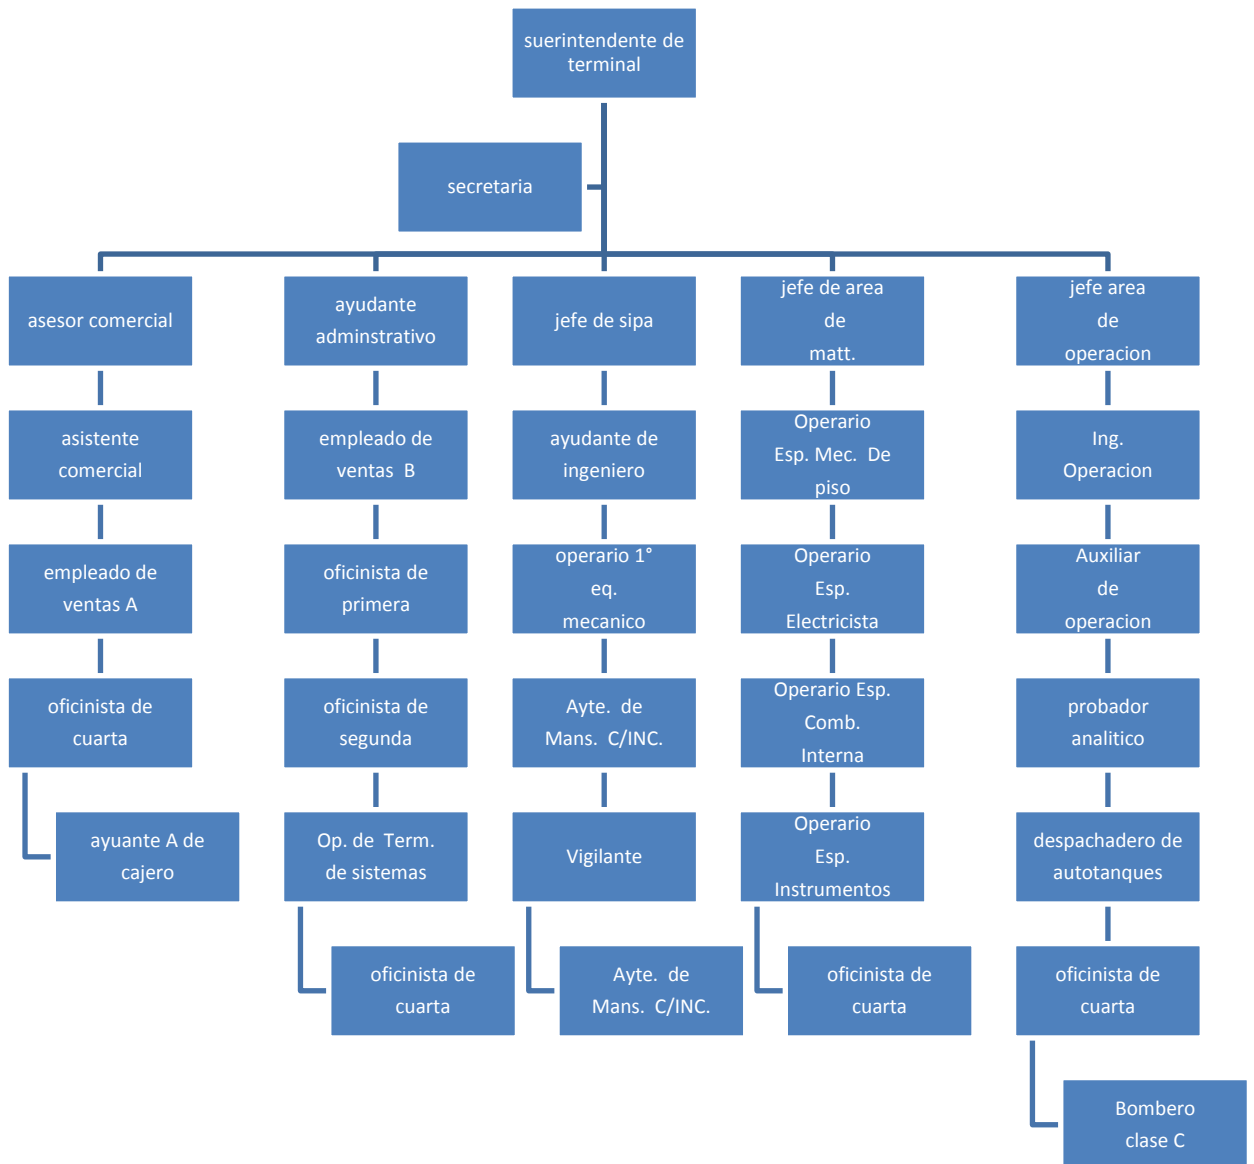 suerintendente de
terminal
secretaria
asesor comercial
ayudante
adminstrativo
jefe de sipa
jefe de area
de
matt.
jefe area
de
operacion
asistente
comercial
empleado de
ventas B
ayudante de
ingeniero
Operario
Esp. Mec. De
piso
Ing.
Operacion
empleado de
ventas A
oficinista de
primera
operario 1°
eq.
mecanico
Operario
Esp.
Electricista
Auxiliar
de
operacion
oficinista de
cuarta
oficinista de
segunda
Ayte. de
Mans. C/INC.
Operario Esp.
Comb.
Interna
probador
analitico
ayuante A de
cajero
Op. de Term.
de sistemas
Vigilante
Operario
Esp.
Instrumentos
despachadero de
autotanques
oficinista de
cuarta
Ayte. de
Mans. C/INC.
oficinista de
cuarta
oficinista de
cuarta
Bombero
clase C